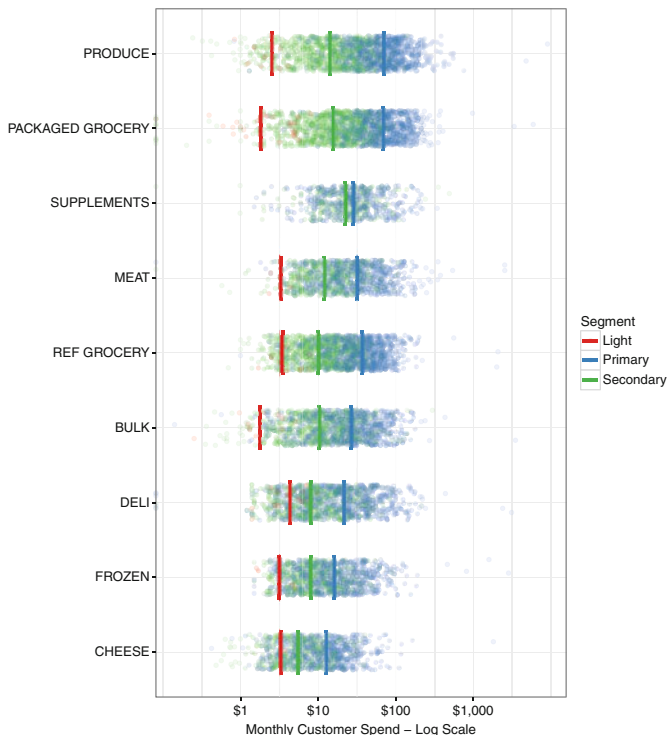 PRODUCE
PACKAGED GROCERY
SUPPLEMENTS
MEAT
REF GROCERY
BULK
DELI
FROZEN
CHEESE
Segment
Light
Primary
Secondary
$1 $10 $100 $1,000
Monthly Customer Spend – Log Scale